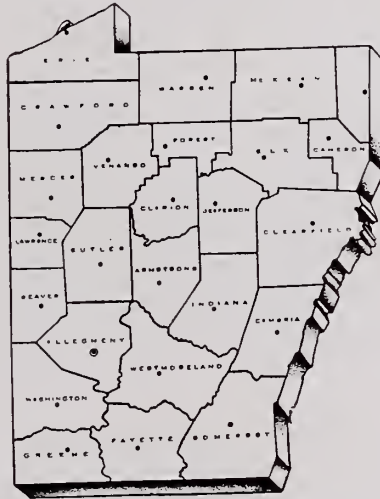 ERIE
WARREN
McKEAN
CRAWFORD
FOREST
ELK
CAMERON
VENANGO
MERCER
CLARION
JEFFERSON
CLEARFIELD
LAWRENCE
BUTLER
ARMSTRONG
BEAVER
INDIANA
CAMBRIA
ALLEGHENY
WESTMORELAND
WASHINGTON
GREENE
FAYETTE
SOMERSET